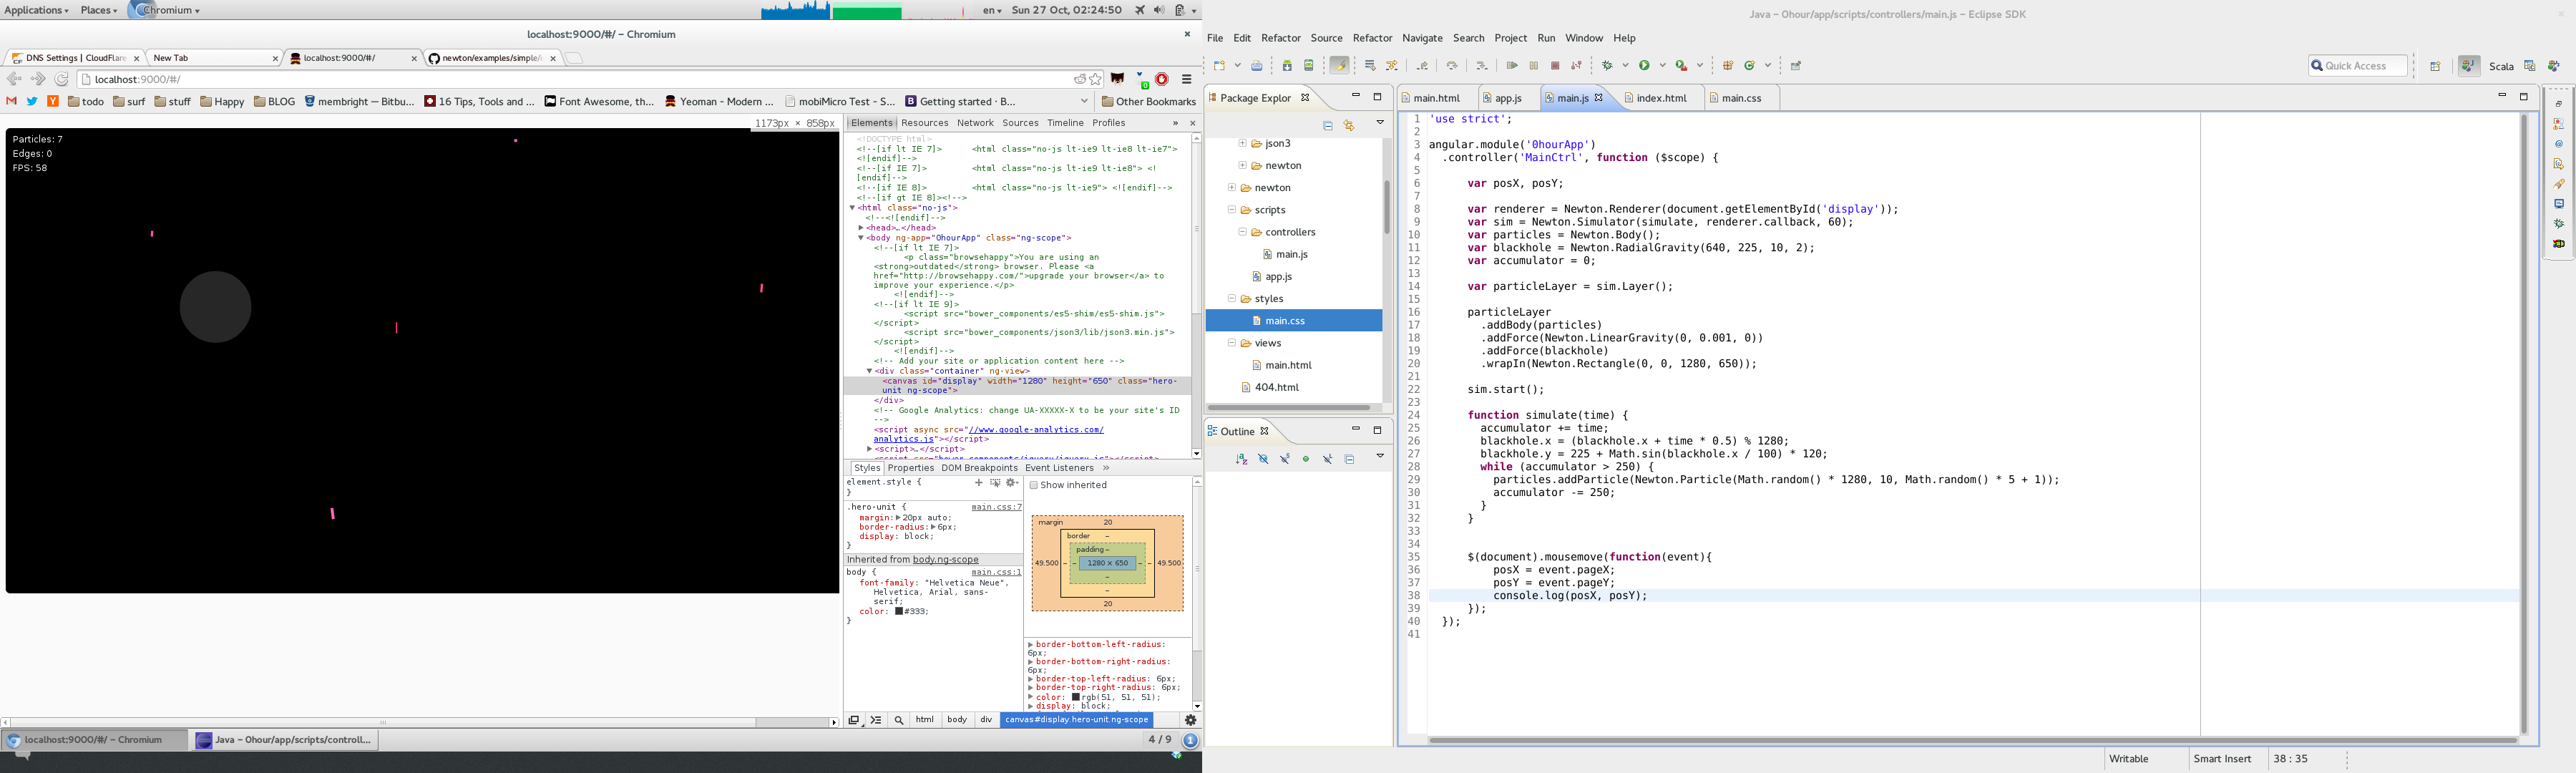 Applications Places Chromium en Sun 27 Oct, 02:24:50
localhost:9000/#/ – Chromium
DNS Settings | CloudFlare
New Tab
localhost:9000/#/
newton/examples/simple/
localhost:9000/#/
todo surf stuff Happy BLOG membright — Bitbu... 16 Tips, Tools and ... Font Awesome, th... Yeoman - Modern ... mobiMicro Test - S... Getting started · B... Other Bookmarks
1173px × 858px
Particles: 7
Edges: 0
FPS: 58
Elements Resources Network Sources Timeline Profiles »
<!DOCTYPE html>
<!--[if lt IE 7]> <html class="no-js lt-ie9 lt-ie8 lt-ie7">
<![endif]-->
<!--[if IE 7]> <html class="no-js lt-ie9 lt-ie8"> <!
[endif]-->
<!--[if IE 8]> <html class="no-js lt-ie9"> <![endif]-->
<!--[if gt IE 8]><!-->
<html class="no-js">
<!--<![endif]-->
<head>…</head>
<body ng-app="0hourApp" class="ng-scope">
<!--[if lt IE 7]>
<p class="browsehappy">You are using an
<strong>outdated</strong> browser. Please <a
href="http://browsehappy.com/">upgrade your browser</a> to
improve your experience.</p>
<![endif]-->
<!--[if lt IE 9]>
<script src="bower_components/es5-shim/es5-shim.js">
</script>
<script src="bower_components/json3/lib/json3.min.js">
</script>
<![endif]-->
<!-- Add your site or application content here -->
<div class="container" ng-view>
<canvas id="display" width="1280" height="650" class="hero-
unit ng-scope">
</div>
<!-- Google Analytics: change UA-XXXXX-X to be your site's ID
-->
<script async src="//www.google-analytics.com/
analytics.js"></script>
<script>…</script>
Styles Properties DOM Breakpoints Event Listeners »
element.style {
}
.hero-unit { main.css:7
margin: 20px auto;
border-radius: 6px;
display: block;
}
Inherited from body.ng-scope
body { main.css:1
font-family: "Helvetica Neue",
Helvetica, Arial, sans-
serif;
color: #333;
}
Show inherited
margin 20
border –
padding –
49.500 – – 1280 × 650 – – 49.500
–
–
20
border-bottom-left-radius:
6px;
border-bottom-right-radius:
6px;
border-top-left-radius: 6px;
border-top-right-radius: 6px;
color: rgb(51, 51, 51);
display: block;
html body div canvas#display.hero-unit.ng-scope
localhost:9000/#/ – Chromium
Java – 0hour/app/scripts/controll...
4 / 9 1
Java – 0hour/app/scripts/controllers/main.js – Eclipse SDK
File Edit Refactor Source Refactor Navigate Search Project Run Window Help
Quick Access Scala
Package Explor
json3
newton
newton
scripts
controllers
main.js
app.js
styles
main.css
views
main.html
404.html
Outline
main.html app.js main.js index.html main.css
1 'use strict';
2
3 angular.module('0hourApp')
4 .controller('MainCtrl', function ($scope) {
5
6 var posX, posY;
7
8 var renderer = Newton.Renderer(document.getElementById('display'));
9 var sim = Newton.Simulator(simulate, renderer.callback, 60);
10 var particles = Newton.Body();
11 var blackhole = Newton.RadialGravity(640, 225, 10, 2);
12 var accumulator = 0;
13
14 var particleLayer = sim.Layer();
15
16 particleLayer
17 .addBody(particles)
18 .addForce(Newton.LinearGravity(0, 0.001, 0))
19 .addForce(blackhole)
20 .wrapIn(Newton.Rectangle(0, 0, 1280, 650));
21
22 sim.start();
23
24 function simulate(time) {
25 accumulator += time;
26 blackhole.x = (blackhole.x + time * 0.5) % 1280;
27 blackhole.y = 225 + Math.sin(blackhole.x / 100) * 120;
28 while (accumulator > 250) {
29 particles.addParticle(Newton.Particle(Math.random() * 1280, 10, Math.random() * 5 + 1));
30 accumulator -= 250;
31 }
32 }
33
34
35 $(document).mousemove(function(event){
36 posX = event.pageX;
37 posY = event.pageY;
38 console.log(posX, posY);
39 });
40 });
41
Writable Smart Insert 38 : 35